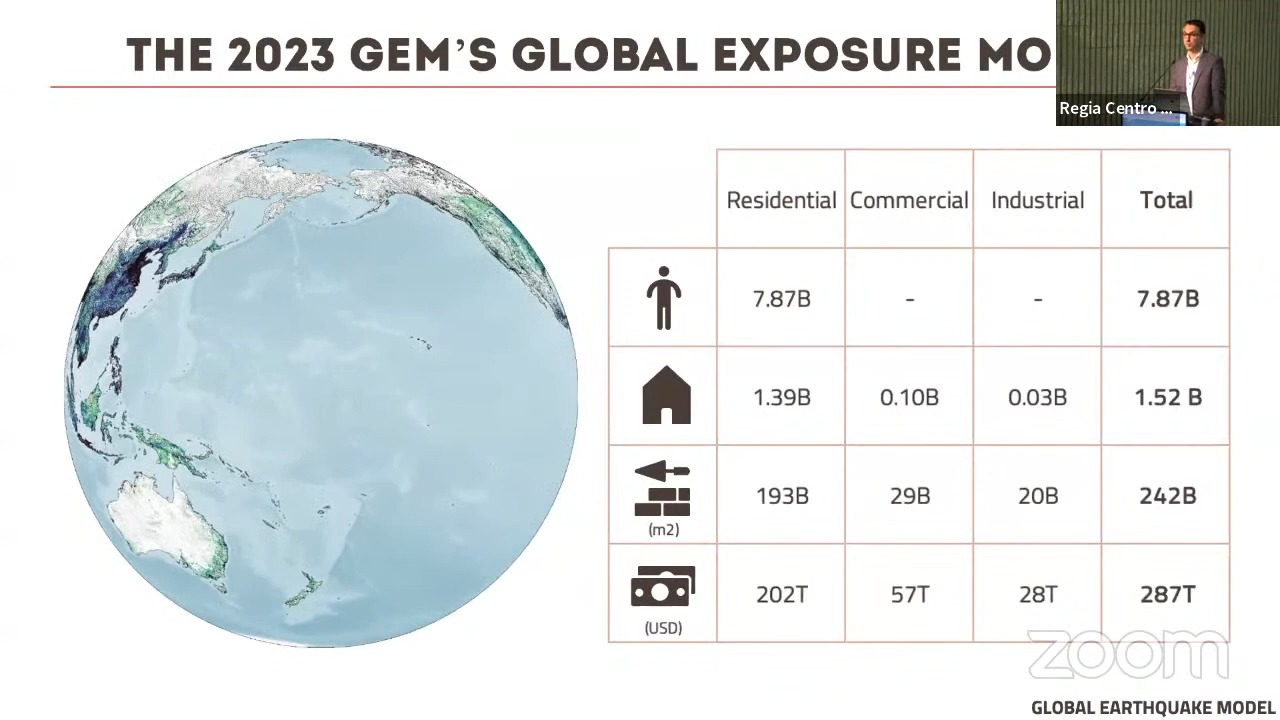 THE 2023 GEM’S GLOBAL EXPOSURE MO
Regia Centro ...
Residential Commercial Industrial Total
7.87B - - 7.87B
1.39B 0.10B 0.03B 1.52 B
193B 29B 20B 242B
(m2)
202T 57T 28T 287T
(USD)
zoom
GLOBAL EARTHQUAKE MODEL